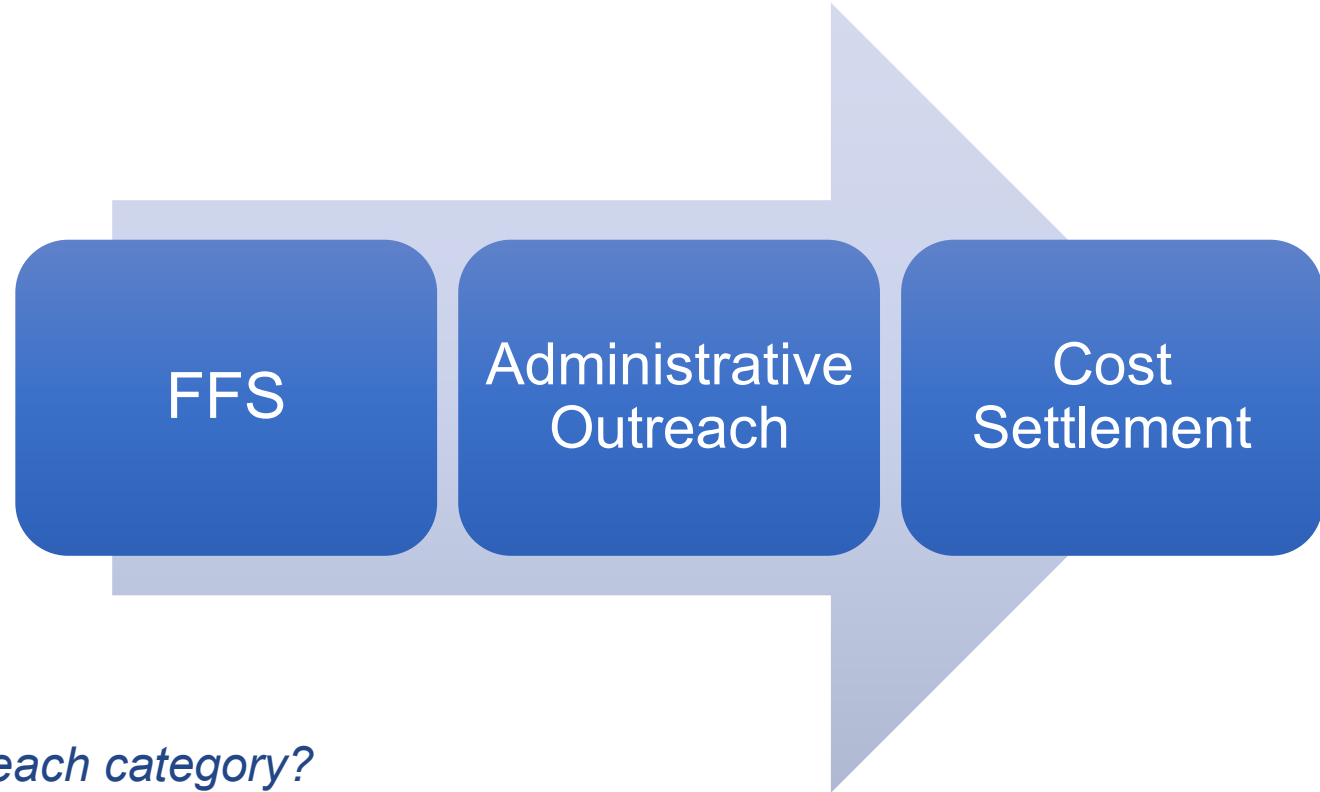 FFS
Administrative
Outreach
Cost
Settlement
each category?